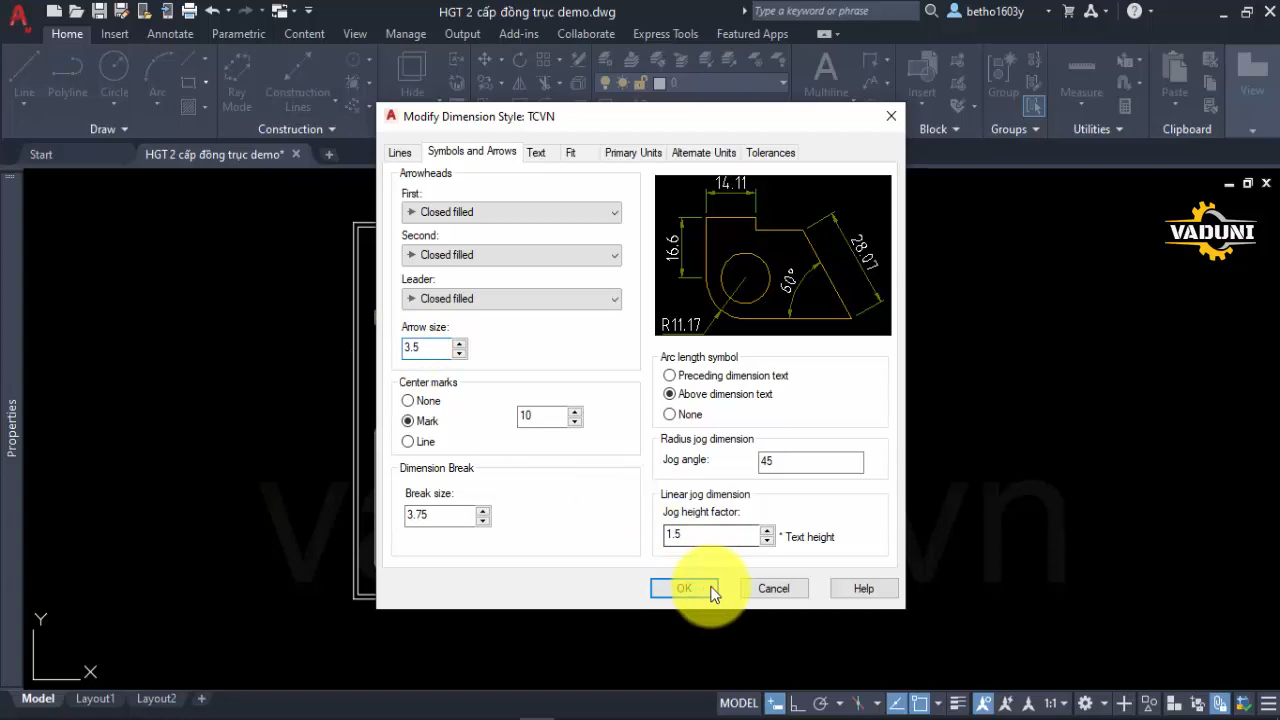 HGT 2 cấp đồng trục demo.dwg
Type a keyword or phrase
betho1603y
Home Insert Annotate Parametric Content View Manage Output Add-ins Collaborate Express Tools Featured Apps
Line Polyline Circle Arc Ray Mode Construction Lines Hide 0 Multiline Insert Group Measure Paste View
Draw Construction Block Groups Utilities Clipboard
Start HGT 2 cấp đồng trục demo*
Modify Dimension Style: TCVN
Lines Symbols and Arrows Text Fit Primary Units Alternate Units Tolerances
Arrowheads
First:
Closed filled
Second:
Closed filled
Leader:
Closed filled
Arrow size:
3.5
Center marks
None
Mark
10
Line
Dimension Break
Break size:
3.75
14.11
16.6
28.07
60°
R11.17
Arc length symbol
Preceding dimension text
Above dimension text
None
Radius jog dimension
Jog angle:
45
Linear jog dimension
Jog height factor:
1.5
* Text height
OK Cancel Help
VADUNI
Properties
Y
X
Model Layout1 Layout2
MODEL
1:1